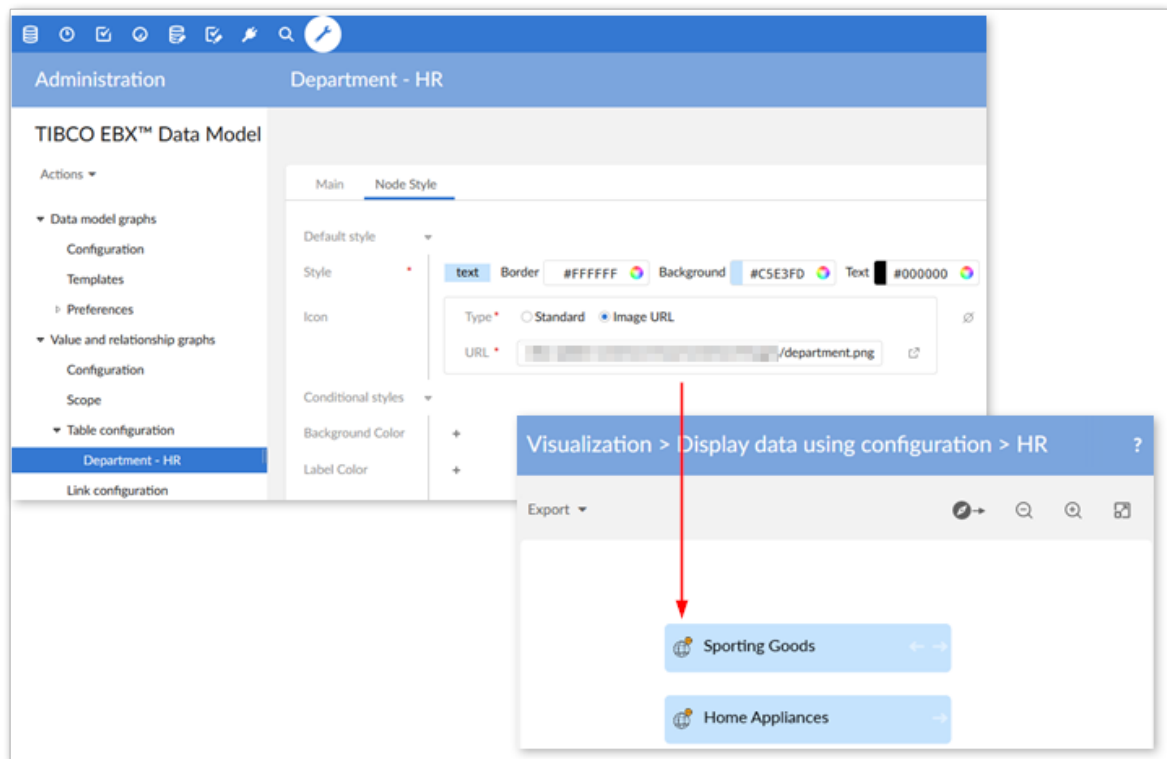 Administration
Department - HR
TIBCO EBX™ Data Model
Actions
Main Node Style
Data model graphs
Configuration
Templates
Preferences
Value and relationship graphs
Configuration
Scope
Table configuration
Department - HR
Link configuration
Default style
Style * text Border #FFFFFF Background #C5E3FD Text #000000
Icon Type * Standard Image URL
URL * /department.png
Conditional styles
Background Color +
Label Color +
Visualization > Display data using configuration > HR ?
Export
Sporting Goods
Home Appliances